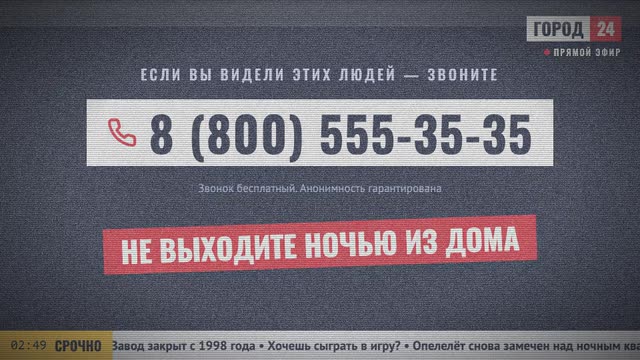 ГОРОД 24
ПРЯМОЙ ЭФИР
ЕСЛИ ВЫ ВИДЕЛИ ЭТИХ ЛЮДЕЙ — ЗВОНИТЕ
8 (800) 555-35-35
Звонок бесплатный. Анонимность гарантирована
НЕ ВЫХОДИТЕ НОЧЬЮ ИЗ ДОМА
02:49 СРОЧНО Завод закрыт с 1998 года • Хочешь сыграть в игру? • Опелелёт снова замечен над ночным